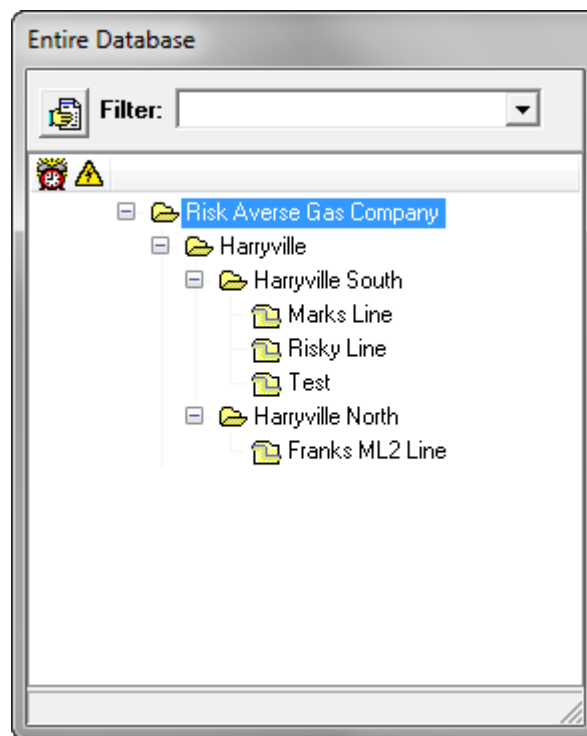 Entire Database
Filter:
Risk Averse Gas Company
Harryville
Harryville South
Marks Line
Risky Line
Test
Harryville North
Franks ML2 Line